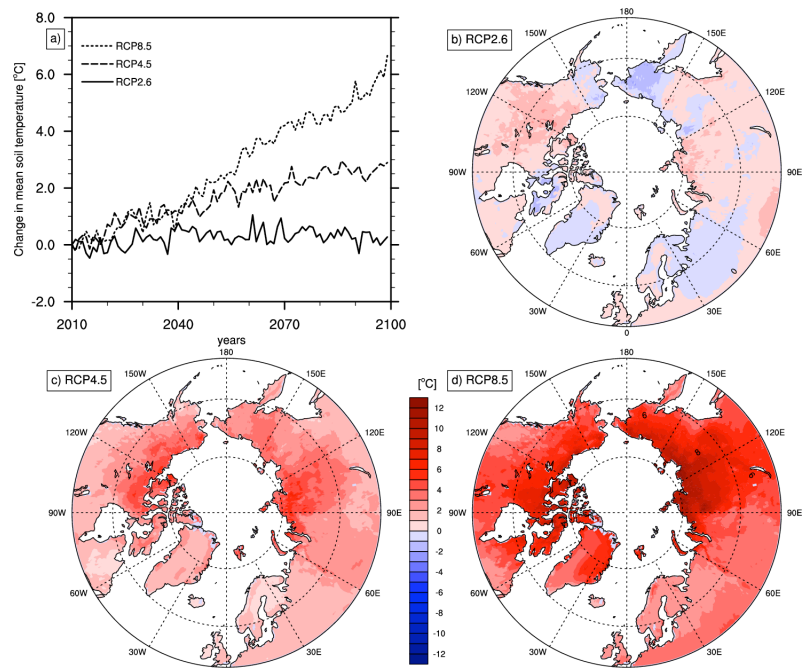 a)
RCP8.5
RCP4.5
RCP2.6
Change in mean soil temperature [°C]
8.0
6.0
4.0
2.0
0.0
-2.0
2010
2040
2070
2100
years
b) RCP2.6
180
150W
150E
120E
90W
90E
60W
60E
30W
30E
0
0
c) RCP4.5
180
150W
150E
120W
120E
90W
90E
60W
60E
30W
30E
[°C]
12
10
8
6
4
2
0
-2
-4
-6
-8
-10
-12
d) RCP8.5
180
150W
150E
120W
120E
90W
90E
60W
60E
30W
30E